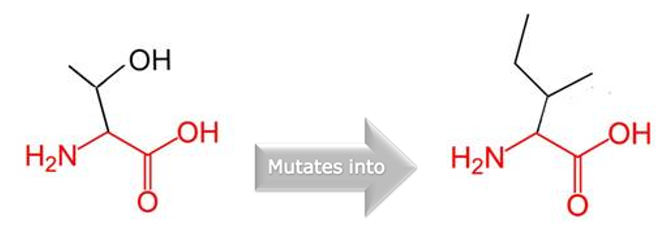 OH
H₂N
OH
O
Mutates into
H₂N
OH
O